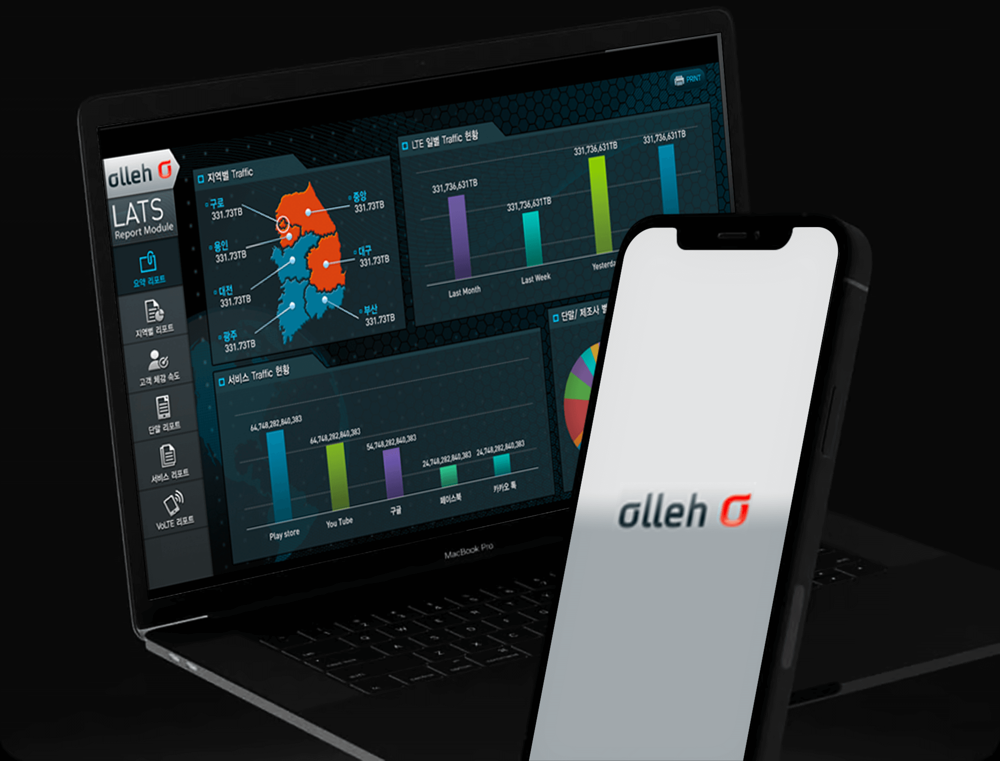 olleh
LATS
Report Module
요약 리포트
지역별 리포트
고객 체감 속도
단말 리포트
서비스 리포트
VoLTE 리포트
PRINT
지역별 Traffic
구로
331.73TB
중앙
331.73TB
용인
331.73TB
대구
331.73TB
대전
331.73TB
부산
331.73TB
광주
331.73TB
LTE 일별 Traffic 현황
331,736,631TB
331,736,631TB
331,736,631TB
331,736,631TB
Last Month
Last Week
Yesterda
서비스 Traffic 현황
64,748,282,840,383
64,748,282,840,383
54,748,282,840,383
24,748,282,840,383
24,748,282,840,383
Play store
You Tube
구글
페이스북
카카오 톡
단말/ 제조사 별
MacBook Pro
olleh